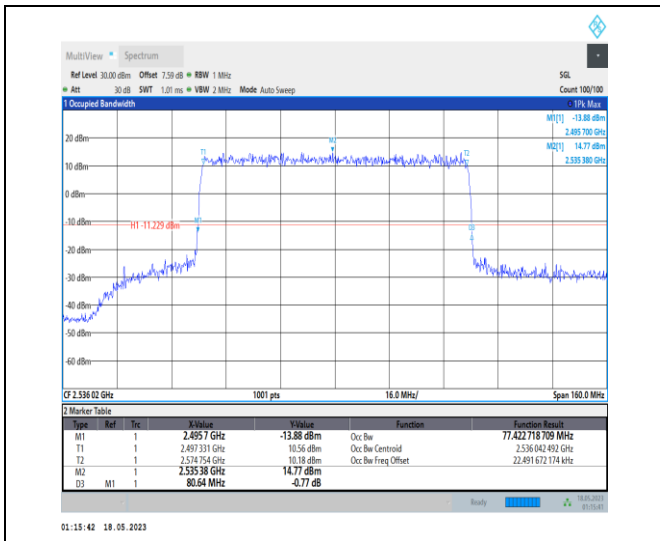 MultiView Spectrum
Ref Level 30.00 dBm Offset 7.59 dB RBW 1 MHz SGL
Att 30 dB SWT 1.01 ms VBW 2 MHz Mode Auto Sweep Count 100/100
1 Occupied Bandwidth 1Pk Max
M1[1] -13.88 dBm
2.495 700 GHz
M2[1] 14.77 dBm
2.535 380 GHz
20 dBm
M2
T1
T2
10 dBm
0 dBm
-10 dBm
H1 -11.229 dBm
M1
D3
-20 dBm
-30 dBm
-40 dBm
-50 dBm
-60 dBm
CF 2.536 02 GHz 1001 pts 16.0 MHz/ Span 160.0 MHz
2 Marker Table
Type Ref Trc X-Value Y-Value Function Function Result
M1 1 2.495 7 GHz -13.88 dBm Occ Bw 77.422 718 709 MHz
T1 1 2.497 331 GHz 10.56 dBm Occ Bw Centroid 2.536 042 492 GHz
T2 1 2.574 754 GHz 10.18 dBm Occ Bw Freq Offset 22.491 672 174 kHz
M2 1 2.535 38 GHz 14.77 dBm
D3 M1 1 80.64 MHz -0.77 dB
Ready 18.05.2023
01:15:41
01:15:42 18.05.2023